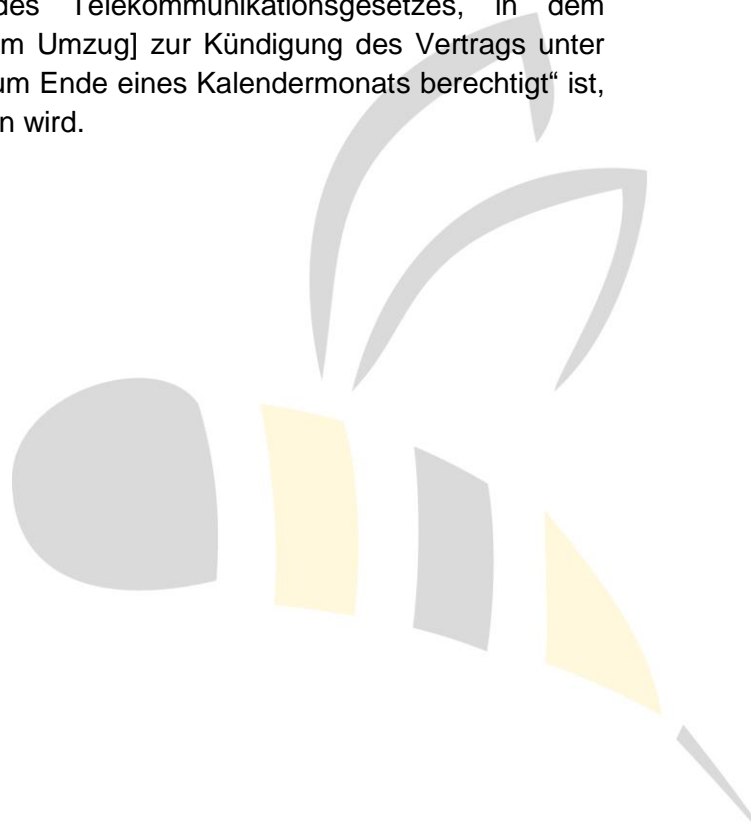 des Telekommunikationsgesetzes, in dem
m Umzug] zur Kündigung des Vertrags unter
um Ende eines Kalendermonats berechtigt“ ist,
n wird.